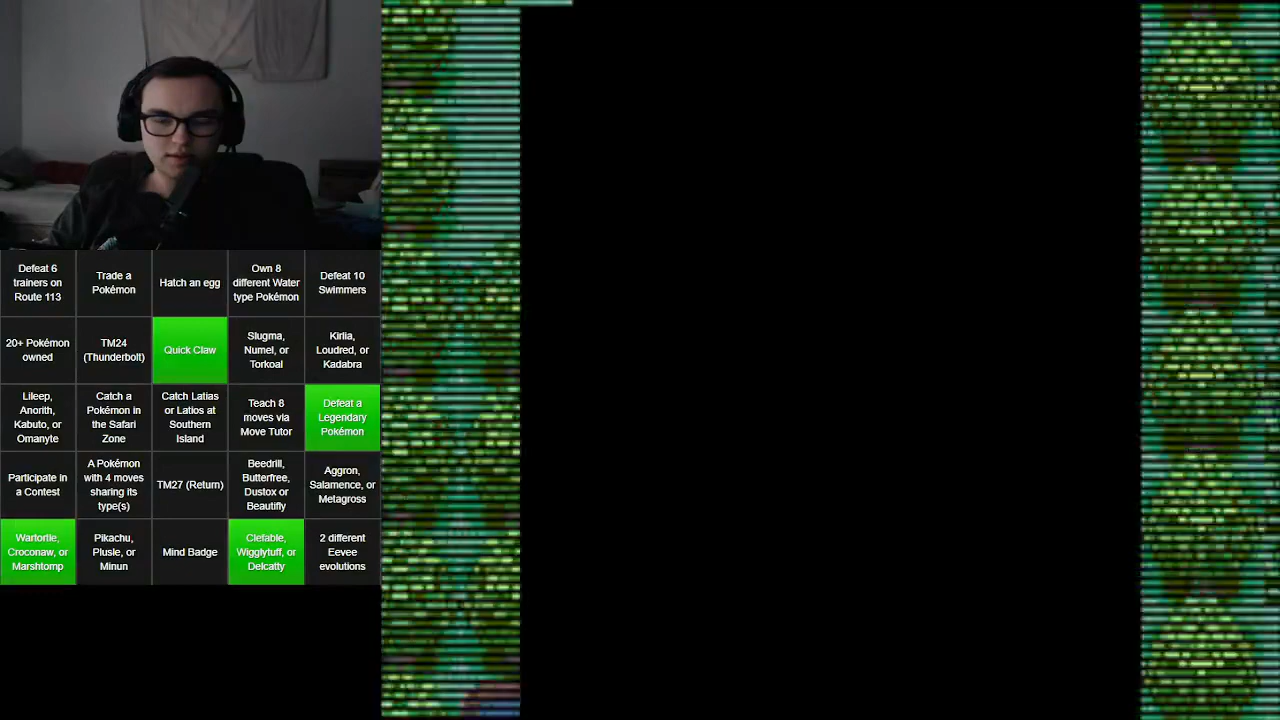 Defeat 6
trainers on
Route 113
Trade a
Pokémon
Hatch an egg
Own 8
different Water
type Pokémon
Defeat 10
Swimmers
20+ Pokémon
owned
TM24
(Thunderbolt)
Quick Claw
Slugma,
Numel, or
Torkoal
Kirlia,
Loudred, or
Kadabra
Lileep,
Anorith,
Kabuto, or
Omanyte
Catch a
Pokémon in
the Safari
Zone
Catch Latias
or Latios at
Southern
Island
Teach 8
moves via
Move Tutor
Defeat a
Legendary
Pokémon
Participate in
a Contest
A Pokémon
with 4 moves
sharing its
type(s)
TM27 (Return)
Beedrill,
Butterfree,
Dustox or
Beautifly
Aggron,
Salamence, or
Metagross
Wartortle,
Croconaw, or
Marshtomp
Pikachu,
Plusle, or
Minun
Mind Badge
Clefable,
Wigglytuff, or
Delcatty
2 different
Eevee
evolutions